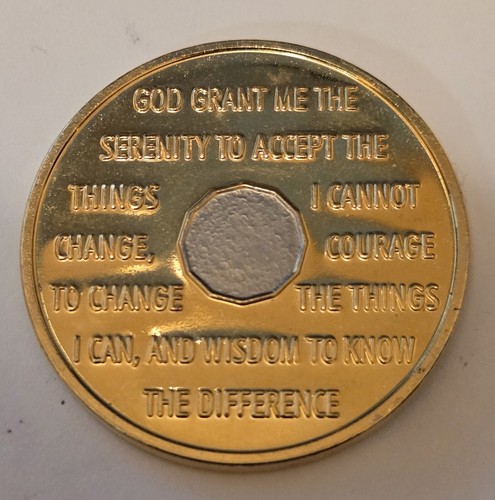 GOD GRANT ME THE
SERENITY TO ACCEPT THE
THINGS I CANNOT
CHANGE, COURAGE
TO CHANGE THE THINGS
I CAN, AND WISDOM TO KNOW
THE DIFFERENCE